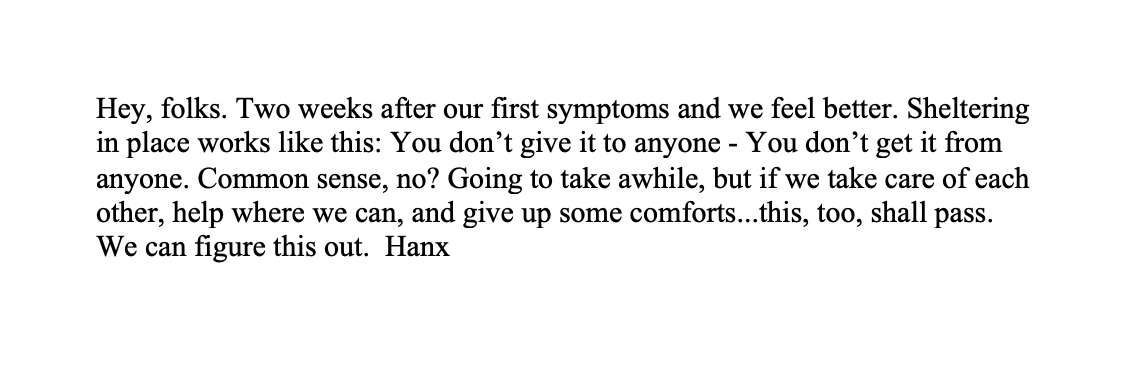 Hey, folks. Two weeks after our first symptoms and we feel better. Sheltering
in place works like this: You don’t give it to anyone - You don’t get it from
anyone. Common sense, no? Going to take awhile, but if we take care of each
other, help where we can, and give up some comforts...this, too, shall pass.
We can figure this out.  Hanx